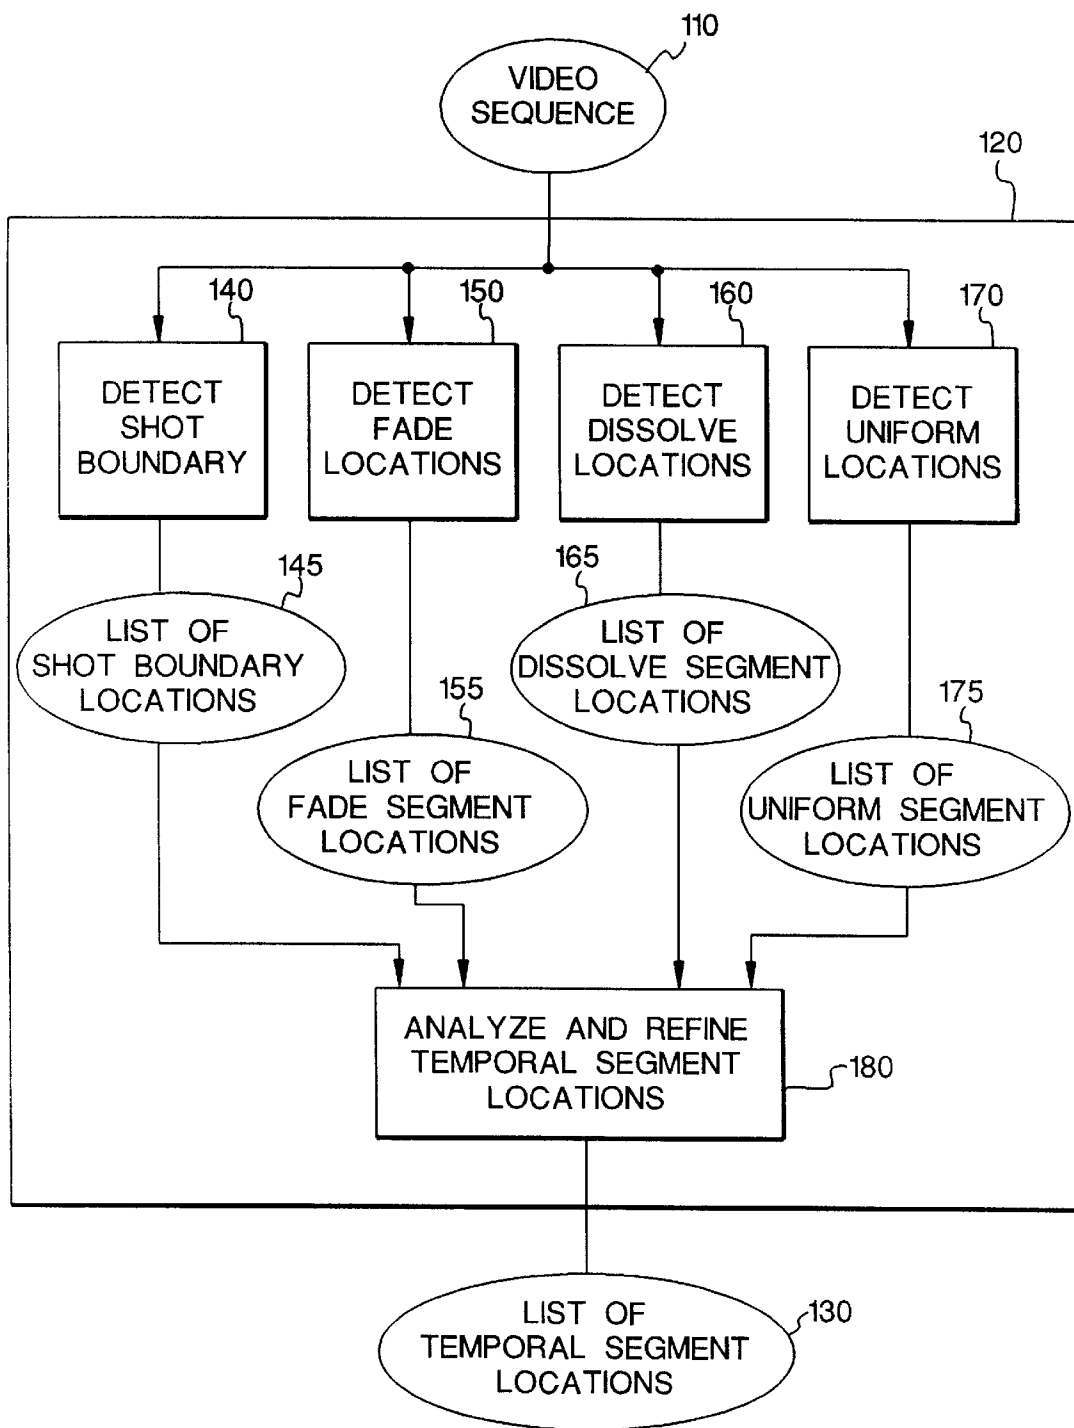 110
VIDEO
SEQUENCE
120
140
150
160
170
DETECT
SHOT
BOUNDARY
DETECT
FADE
LOCATIONS
DETECT
DISSOLVE
LOCATIONS
DETECT
UNIFORM
LOCATIONS
145
LIST OF
SHOT BOUNDARY
LOCATIONS
165
LIST OF
DISSOLVE SEGMENT
LOCATIONS
155
LIST OF
FADE SEGMENT
LOCATIONS
175
LIST OF
UNIFORM SEGMENT
LOCATIONS
ANALYZE AND REFINE
TEMPORAL SEGMENT
LOCATIONS
180
LIST OF
TEMPORAL SEGMENT
LOCATIONS
130